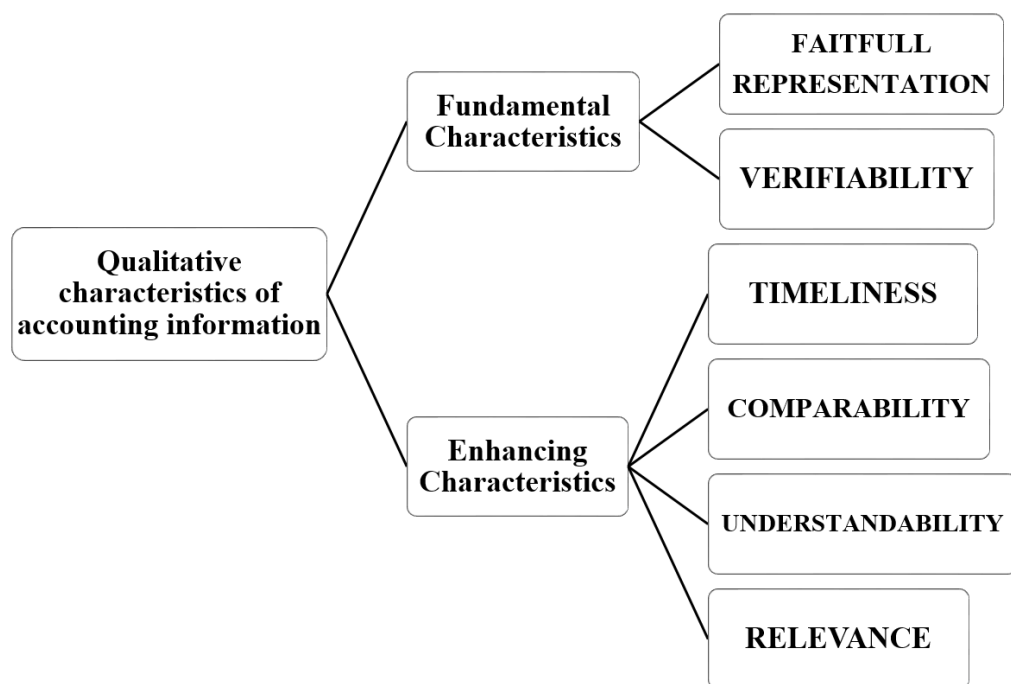 Qualitative
characteristics of
accounting information
Fundamental
Characteristics
FAITFULL
REPRESENTATION
VERIFIABILITY
Enhancing
Characteristics
TIMELINESS
COMPARABILITY
UNDERSTANDABILITY
RELEVANCE